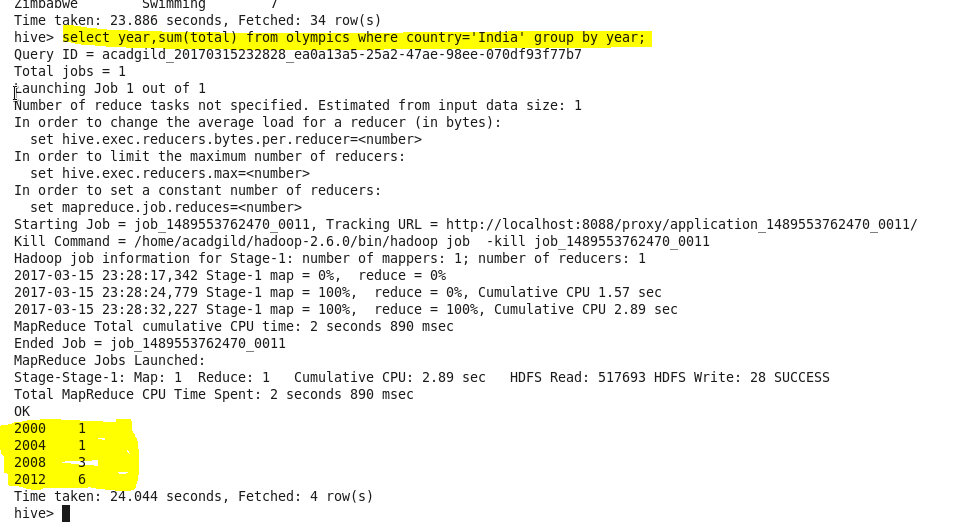 Zimbabwe        Swimming        7
Time taken: 23.886 seconds, Fetched: 34 row(s)
hive> select year,sum(total) from olympics where country='India' group by year;
Query ID = acadgild_20170315232828_ea0a13a5-25a2-47ae-98ee-070df93f77b7
Total jobs = 1
Launching Job 1 out of 1
Number of reduce tasks not specified. Estimated from input data size: 1
In order to change the average load for a reducer (in bytes):
  set hive.exec.reducers.bytes.per.reducer=<number>
In order to limit the maximum number of reducers:
  set hive.exec.reducers.max=<number>
In order to set a constant number of reducers:
  set mapreduce.job.reduces=<number>
Starting Job = job_1489553762470_0011, Tracking URL = http://localhost:8088/proxy/application_1489553762470_0011/
Kill Command = /home/acadgild/hadoop-2.6.0/bin/hadoop job  -kill job_1489553762470_0011
Hadoop job information for Stage-1: number of mappers: 1; number of reducers: 1
2017-03-15 23:28:17,342 Stage-1 map = 0%,  reduce = 0%
2017-03-15 23:28:24,779 Stage-1 map = 100%,  reduce = 0%, Cumulative CPU 1.57 sec
2017-03-15 23:28:32,227 Stage-1 map = 100%,  reduce = 100%, Cumulative CPU 2.89 sec
MapReduce Total cumulative CPU time: 2 seconds 890 msec
Ended Job = job_1489553762470_0011
MapReduce Jobs Launched:
Stage-Stage-1: Map: 1  Reduce: 1   Cumulative CPU: 2.89 sec   HDFS Read: 517693 HDFS Write: 28 SUCCESS
Total MapReduce CPU Time Spent: 2 seconds 890 msec
OK
2000    1
2004    1
2008    3
2012    6
Time taken: 24.044 seconds, Fetched: 4 row(s)
hive>